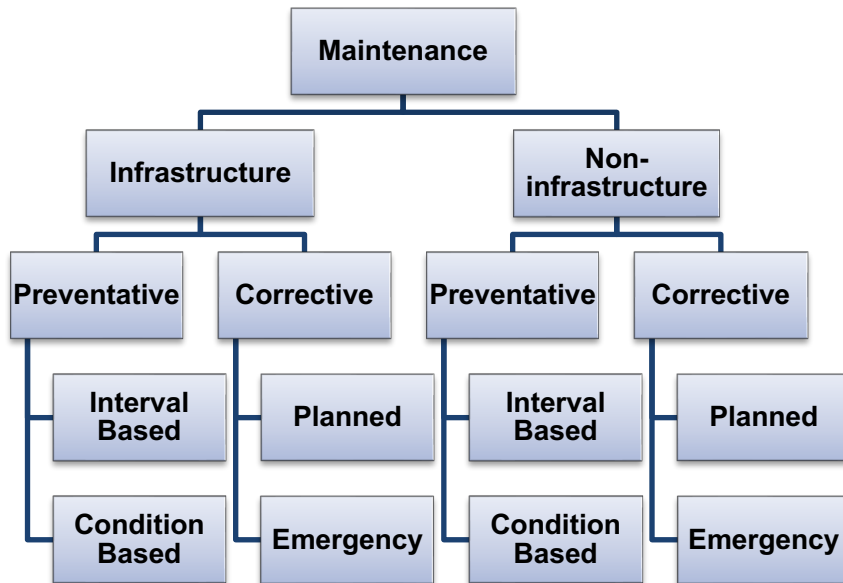 Maintenance
Infrastructure
Non-
infrastructure
Preventative
Corrective
Preventative
Corrective
Interval
Based
Planned
Interval
Based
Planned
Condition
Based
Emergency
Condition
Based
Emergency